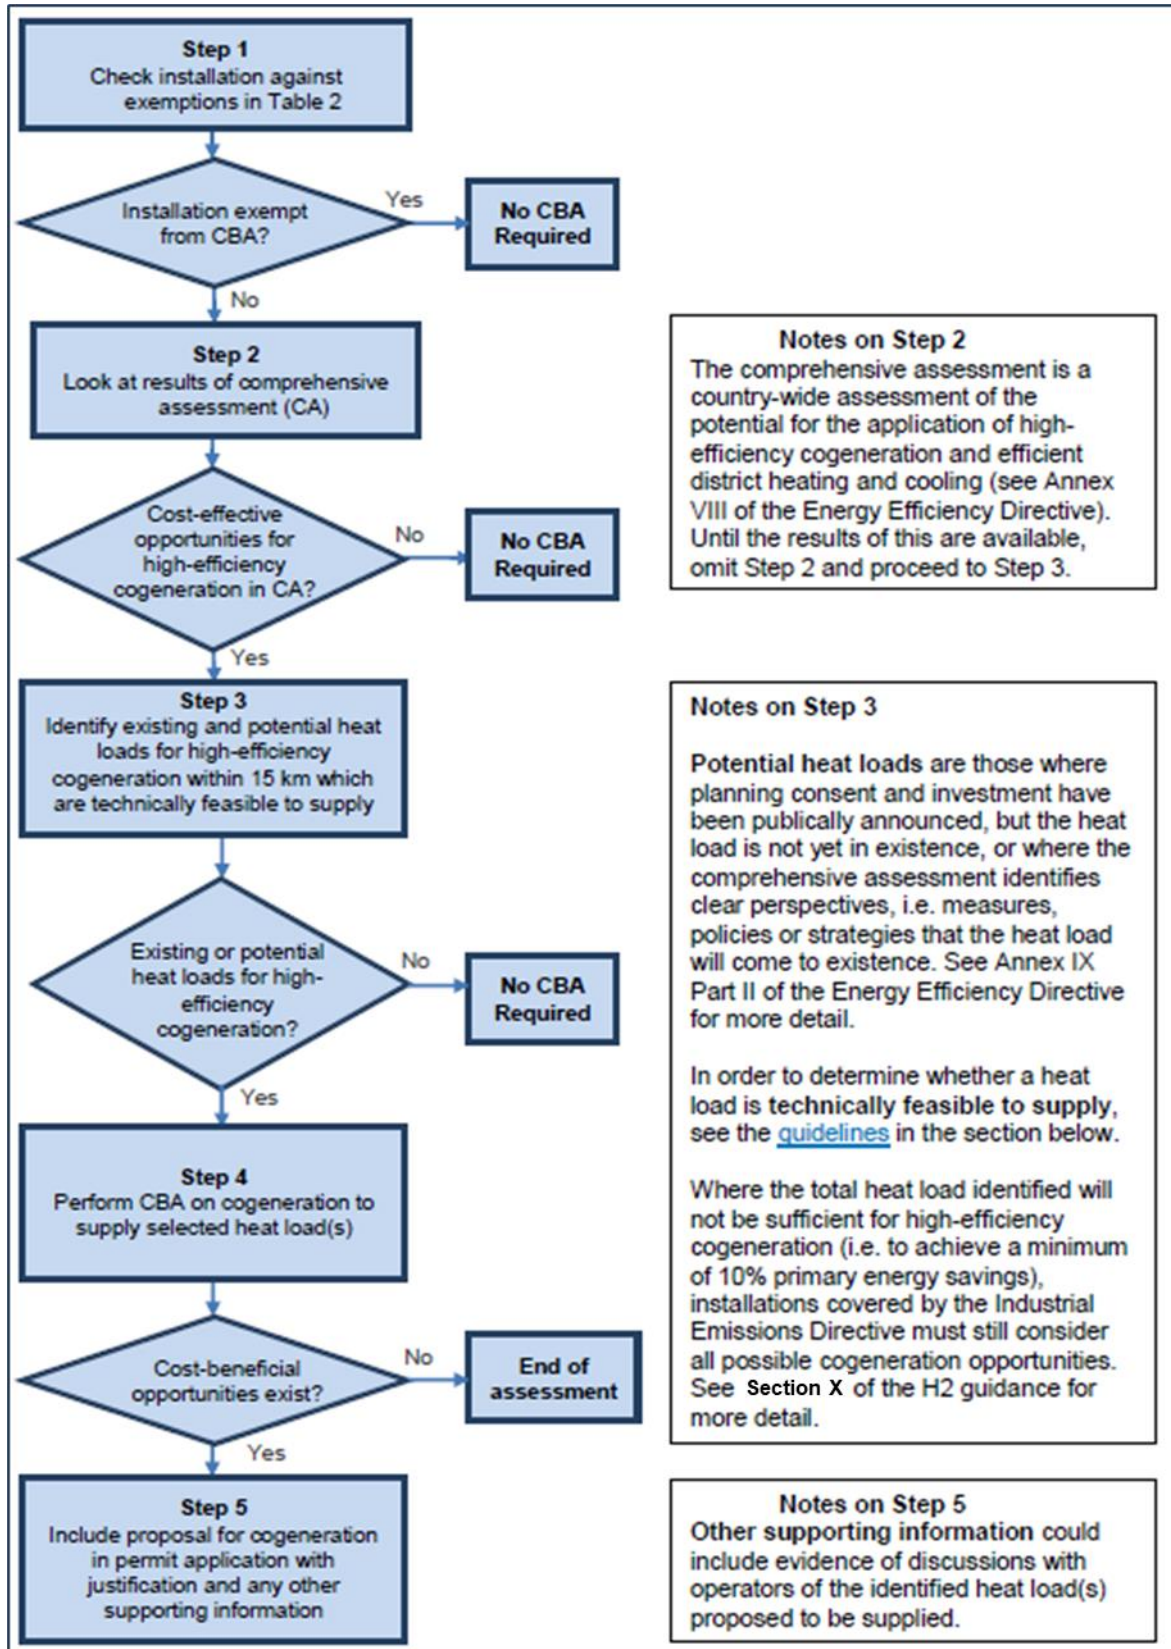 Step 1
Check installation against
exemptions in Table 2
Installation exempt
from CBA?
Yes
No CBA
Required
No
Step 2
Look at results of comprehensive
assessment (CA)
Notes on Step 2
The comprehensive assessment is a
country-wide assessment of the
potential for the application of high-
efficiency cogeneration and efficient
district heating and cooling (see Annex
VIII of the Energy Efficiency Directive).
Until the results of this are available,
omit Step 2 and proceed to Step 3.
Cost-effective
opportunities for
high-efficiency
cogeneration in CA?
No
No CBA
Required
Yes
Step 3
Identify existing and potential heat
loads for high-efficiency
cogeneration within 15 km which
are technically feasible to supply
Notes on Step 3
Potential heat loads are those where
planning consent and investment have
been publically announced, but the heat
load is not yet in existence, or where the
comprehensive assessment identifies
clear perspectives, i.e. measures,
policies or strategies that the heat load
will come to existence. See Annex IX
Part II of the Energy Efficiency Directive
for more detail.
In order to determine whether a heat
load is technically feasible to supply,
see the guidelines in the section below.
Where the total heat load identified will
not be sufficient for high-efficiency
cogeneration (i.e. to achieve a minimum
of 10% primary energy savings),
installations covered by the Industrial
Emissions Directive must still consider
all possible cogeneration opportunities.
See Section X of the H2 guidance for
more detail.
Existing or potential
heat loads for high-
efficiency
cogeneration?
No
No CBA
Required
Yes
Step 4
Perform CBA on cogeneration to
supply selected heat load(s)
Cost-beneficial
opportunities exist?
No
End of
assessment
Yes
Step 5
Include proposal for cogeneration
in permit application with
justification and any other
supporting information
Notes on Step 5
Other supporting information could
include evidence of discussions with
operators of the identified heat load(s)
proposed to be supplied.